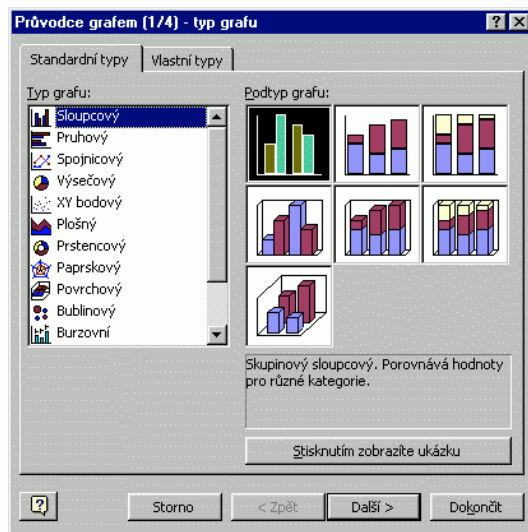 Průvodce grafem (1/4) - typ grafu
Standardní typy
Vlastní typy
Typ grafu:
Sloupcový
Pruhový
Spojnicový
Výsečový
XY bodový
Plošný
Prstencový
Paprskový
Povrchový
Bublinový
Burzovní
Podtyp grafu:
Skupinový sloupcový. Porovnává hodnoty
pro různé kategorie.
Stisknutím zobrazíte ukázku
Storno
< Zpět
Další >
Dokončit